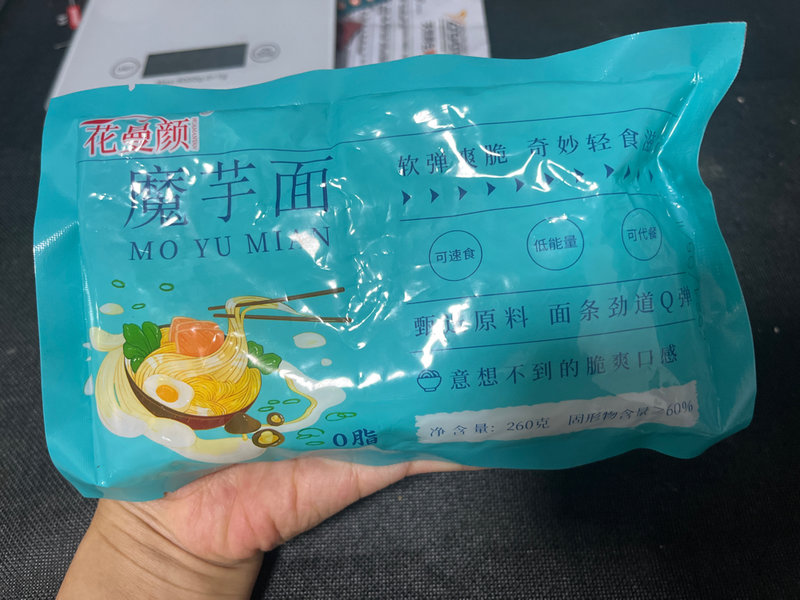 花曼颜
魔芋面
MO YU MIAN
软弹爽脆 奇妙轻食
可速食
低能量
可代餐
甄选原料 面条劲道Q弹
意想不到的脆爽口感
净含量: 260克 固形物含量≥60%
0脂